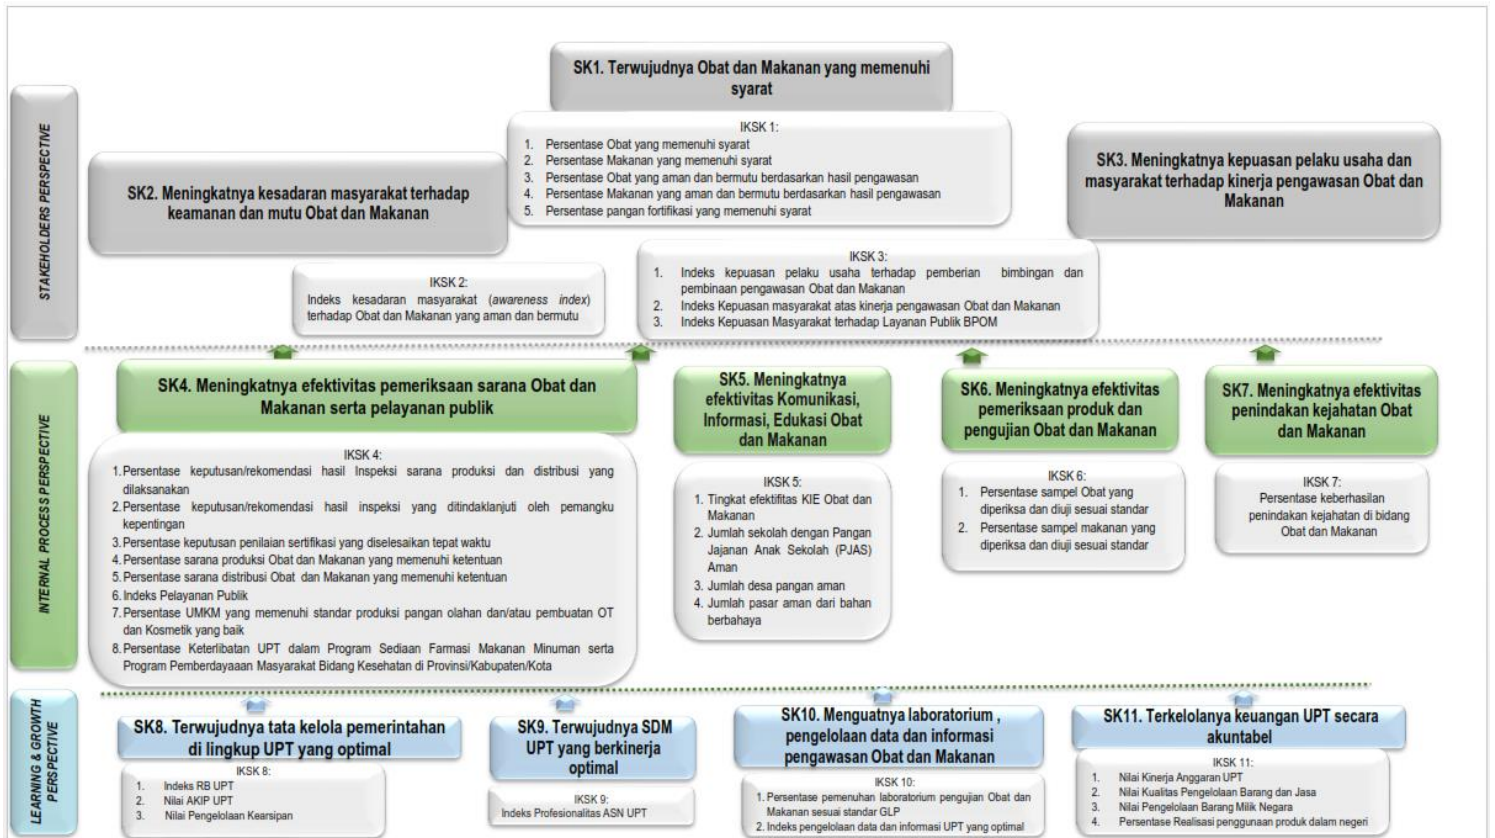 STAKEHOLDERS PERSPECTIVE
SK1. Terwujudnya Obat dan Makanan yang memenuhi
syarat
IKSK 1:
1. Persentase Obat yang memenuhi syarat
2. Persentase Makanan yang memenuhi syarat
3. Persentase Obat yang aman dan bermutu berdasarkan hasil pengawasan
4. Persentase Makanan yang aman dan bermutu berdasarkan hasil pengawasan
5. Persentase pangan fortifikasi yang memenuhi syarat
SK2. Meningkatnya kesadaran masyarakat terhadap
keamanan dan mutu Obat dan Makanan
IKSK 2:
Indeks kesadaran masyarakat (awareness index)
terhadap Obat dan Makanan yang aman dan bermutu
SK3. Meningkatnya kepuasan pelaku usaha dan
masyarakat terhadap kinerja pengawasan Obat dan
Makanan
IKSK 3:
1. Indeks kepuasan pelaku usaha terhadap pemberian bimbingan dan
pembinaan pengawasan Obat dan Makanan
2. Indeks Kepuasan masyarakat atas kinerja pengawasan Obat dan Makanan
3. Indeks Kepuasan Masyarakat terhadap Layanan Publik BPOM
INTERNAL PROCESS PERSPECTIVE
SK4. Meningkatnya efektivitas pemeriksaan sarana Obat dan
Makanan serta pelayanan publik
IKSK 4:
1. Persentase keputusan/rekomendasi hasil Inspeksi sarana produksi dan distribusi yang
dilaksanakan
2. Persentase keputusan/rekomendasi hasil inspeksi yang ditindaklanjuti oleh pemangku
kepentingan
3. Persentase keputusan penilaian sertifikasi yang diselesaikan tepat waktu
4. Persentase sarana produksi Obat dan Makanan yang memenuhi ketentuan
5. Persentase sarana distribusi Obat dan Makanan yang memenuhi ketentuan
6. Indeks Pelayanan Publik
7. Persentase UMKM yang memenuhi standar produksi pangan olahan dan/atau pembuatan OT
dan Kosmetik yang baik
8. Persentase Keterlibatan UPT dalam Program Sediaan Farmasi Makanan Minuman serta
Program Pemberdayaaan Masyarakat Bidang Kesehatan di Provinsi/Kabupaten/Kota
SK5. Meningkatnya
efektivitas Komunikasi,
Informasi, Edukasi Obat
dan Makanan
IKSK 5:
1. Tingkat efektifitas KIE Obat dan
Makanan
2. Jumlah sekolah dengan Pangan
Jajanan Anak Sekolah (PJAS)
Aman
3. Jumlah desa pangan aman
4. Jumlah pasar aman dari bahan
berbahaya
SK6. Meningkatnya efektivitas
pemeriksaan produk dan
pengujian Obat dan Makanan
IKSK 6:
1. Persentase sampel Obat yang
diperiksa dan diuji sesuai standar
2. Persentase sampel makanan yang
diperiksa dan diuji sesuai standar
SK7. Meningkatnya efektivitas
penindakan kejahatan Obat
dan Makanan
IKSK 7:
Persentase keberhasilan
penindakan kejahatan di bidang
Obat dan Makanan
LEARNING & GROWTH
PERSPECTIVE
SK8. Terwujudnya tata kelola pemerintahan
di lingkup UPT yang optimal
IKSK 8:
1. Indeks RB UPT
2. Nilai AKIP UPT
3. Nilai Pengelolaan Kearsipan
SK9. Terwujudnya SDM
UPT yang berkinerja
optimal
IKSK 9:
Indeks Profesionalitas ASN UPT
SK10. Menguatnya laboratorium ,
pengelolaan data dan informasi
pengawasan Obat dan Makanan
IKSK 10:
1. Persentase pemenuhan laboratorium pengujian Obat dan
Makanan sesuai standar GLP
2. Indeks pengelolaan data dan informasi UPT yang optimal
SK11. Terkelolanya keuangan UPT secara
akuntabel
IKSK 11:
1. Nilai Kinerja Anggaran UPT
2. Nilai Kualitas Pengelolaan Barang dan Jasa
3. Nilai Pengelolaan Barang Milik Negara
4. Persentase Realisasi penggunaan produk dalam negeri